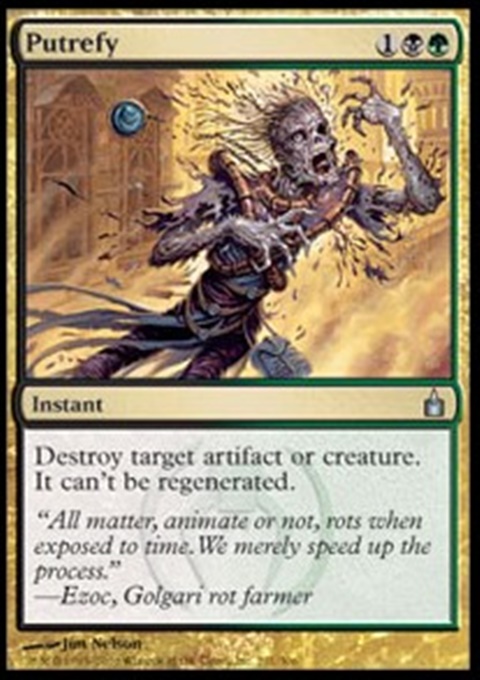 Putrefy 1
Instant
Destroy target artifact or creature.
It can't be regenerated.
“All matter, animate or not, rots when
exposed to time. We merely speed up the
process.”
—Ezoc, Golgari rot farmer
Jim Nelson